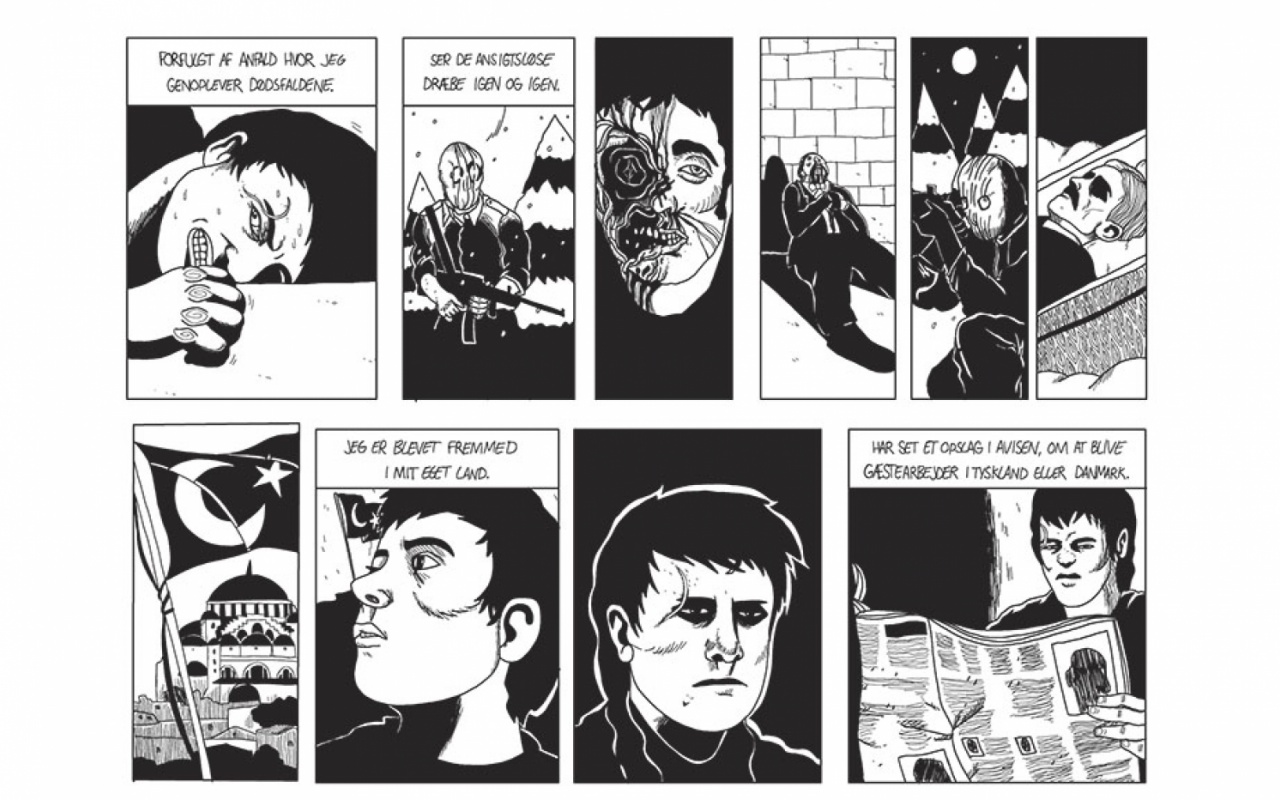 FORFULGT AF ANFALD HVOR JEG
GENOPLEVER DØDSFALDENE.
SER DE ANSIGTSLØSE
DRÆBE IGEN OG IGEN.
JEG ER BLEVET FREMMED
I MIT EGET LAND.
HAR SET ET OPSLAG I AVISEN, OM AT BLIVE
GÆSTEARBEJDER I TYSKLAND ELLER DANMARK.